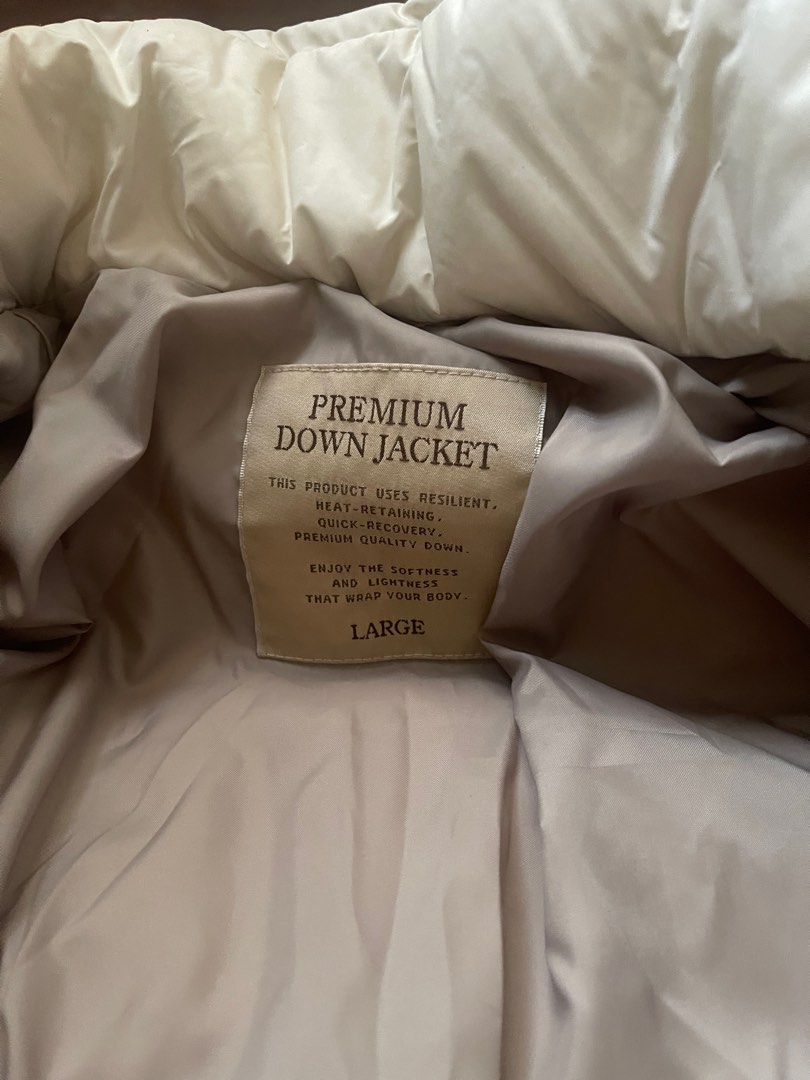 PREMIUM
DOWN JACKET
THIS PRODUCT USES RESILIENT,
HEAT-RETAINING,
QUICK-RECOVERY,
PREMIUM QUALITY DOWN.
ENJOY THE SOFTNESS
AND LIGHTNESS
THAT WRAP YOUR BODY.
LARGE